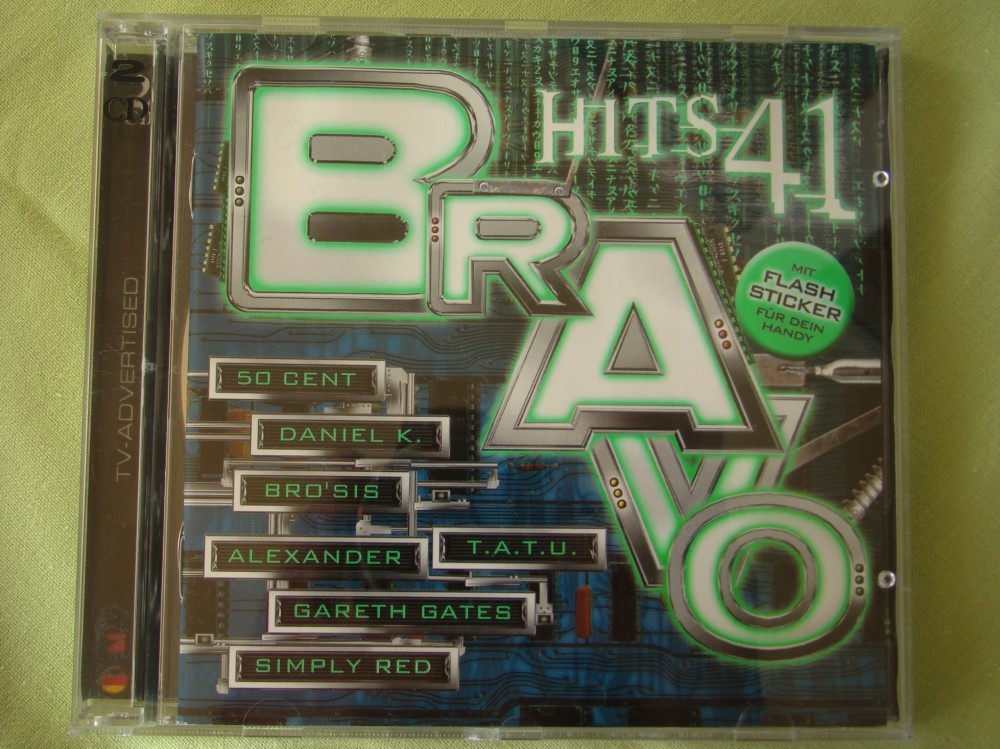 2
CD
TV-ADVERTISED
HITS 41
BRAVO
MIT
FLASH
STICKER
FÜR DEIN
HANDY
50 CENT
DANIEL K.
BRO'SIS
ALEXANDER
T.A.T.U.
GARETH GATES
SIMPLY RED